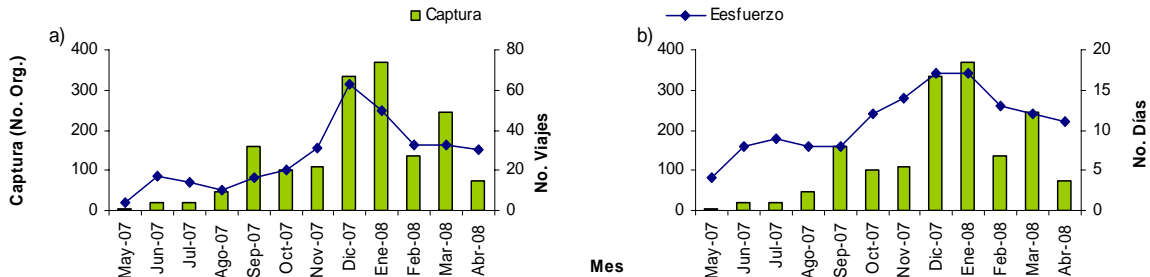 Captura
Eesfuerzo
a)
Captura (No. Org.)
400
300
200
100
0
80
60
40
20
0
No. Viajes
May-07
Jun-07
Jul-07
Ago-07
Sep-07
Oct-07
Nov-07
Dic-07
Ene-08
Feb-08
Mar-08
Abr-08
b)
400
300
200
100
0
20
15
10
5
0
No. Días
May-07
Jun-07
Jul-07
Ago-07
Sep-07
Oct-07
Nov-07
Dic-07
Ene-08
Feb-08
Mar-08
Abr-08
Mes